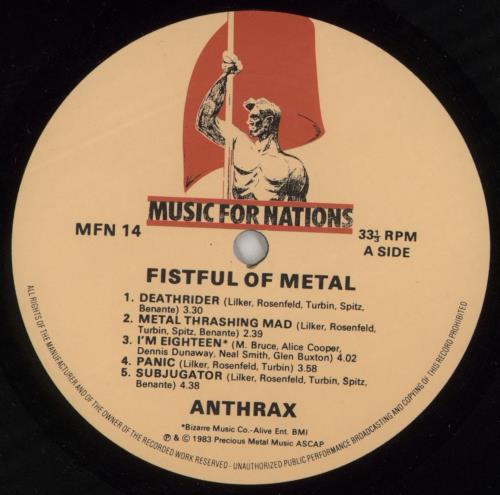 MUSIC FOR NATIONS
MFN 14
33⅓ RPM
A SIDE
FISTFUL OF METAL
1. DEATHRIDER (Lilker, Rosenfeld, Turbin, Spitz,
Benante) 3.30
2. METAL THRASHING MAD (Lilker, Rosenfeld,
Turbin, Spitz, Benante) 2.39
3. I'M EIGHTEEN* (M. Bruce, Alice Cooper,
Dennis Dunaway, Neal Smith, Glen Buxton) 4.02
4. PANIC (Lilker, Rosenfeld, Turbin) 3.58
5. SUBJUGATOR (Lilker, Rosenfeld, Turbin, Spitz,
Benante) 4.38
ANTHRAX
*Bizarre Music Co.-Alive Ent. BMI
℗ & © 1983 Precious Metal Music ASCAP
ALL RIGHTS OF THE MANUFACTURER AND OF THE OWNER OF THE RECORDED WORK RESERVED - UNAUTHORIZED PUBLIC PERFORMANCE BROADCASTING AND COPYING OF THIS RECORD PROHIBITED